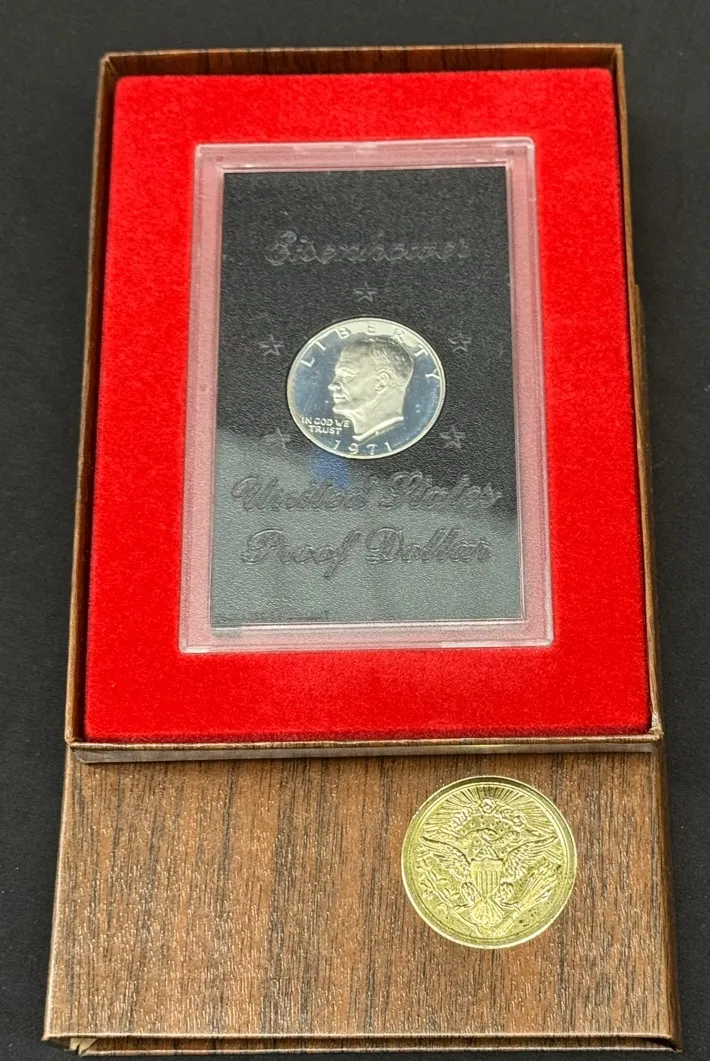 Eisenhower
LIBERTY
IN GOD WE
TRUST
1971
United States
Proof Dollar